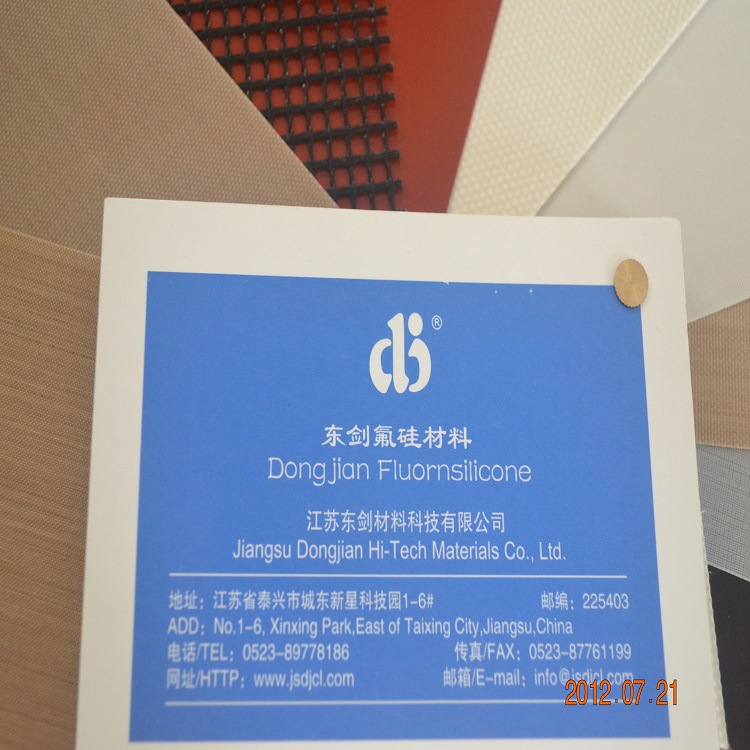 di®
东剑氟硅材料
Dongjian Fluornsilicone
江苏东剑材料科技有限公司
Jiangsu Dongjian Hi-Tech Materials Co., Ltd.
地址：江苏省泰兴市城东新星科技园1-6# 邮编：225403
ADD：No.1-6, Xinxing Park,East of Taixing City,Jiangsu,China
电话/TEL：0523-89778186 传真/FAX：0523-87761199
网址/HTTP：www.jsdjcl.com 邮箱/E-mail：info@jsdjcl.com
2012.07.21